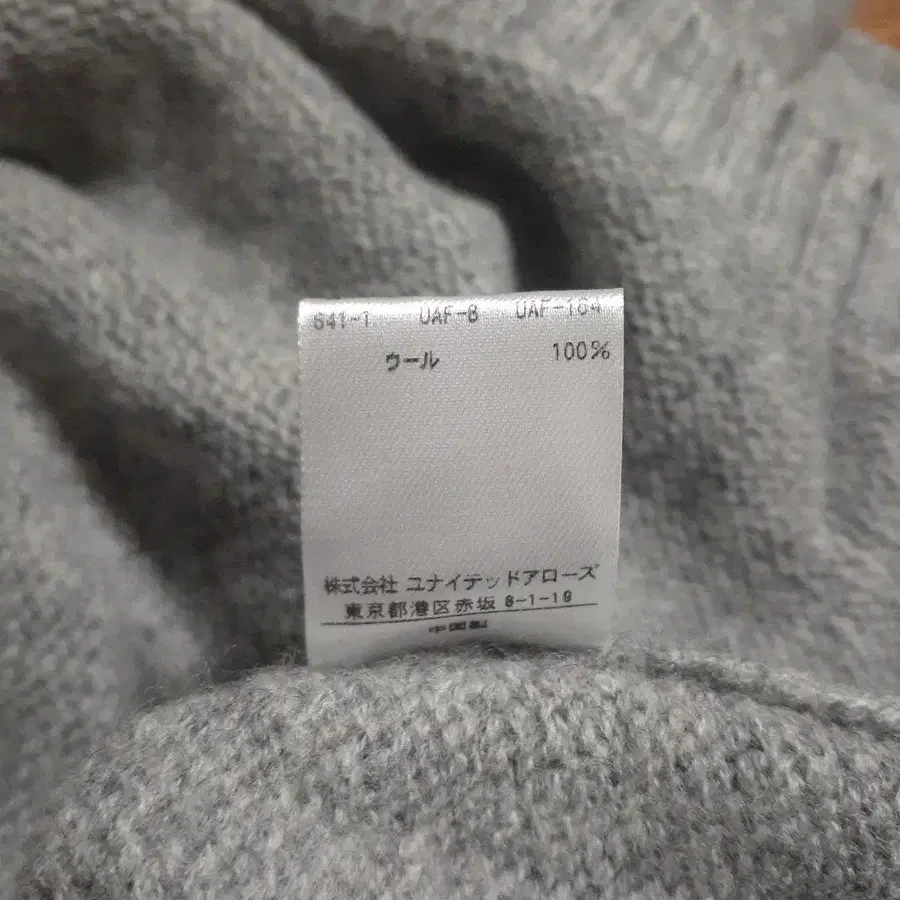 641-1 UAF-8 UAF-164
ウール 100%
株式会社 ユナイテッドアローズ
東京都港区赤坂 8-1-19
中国製